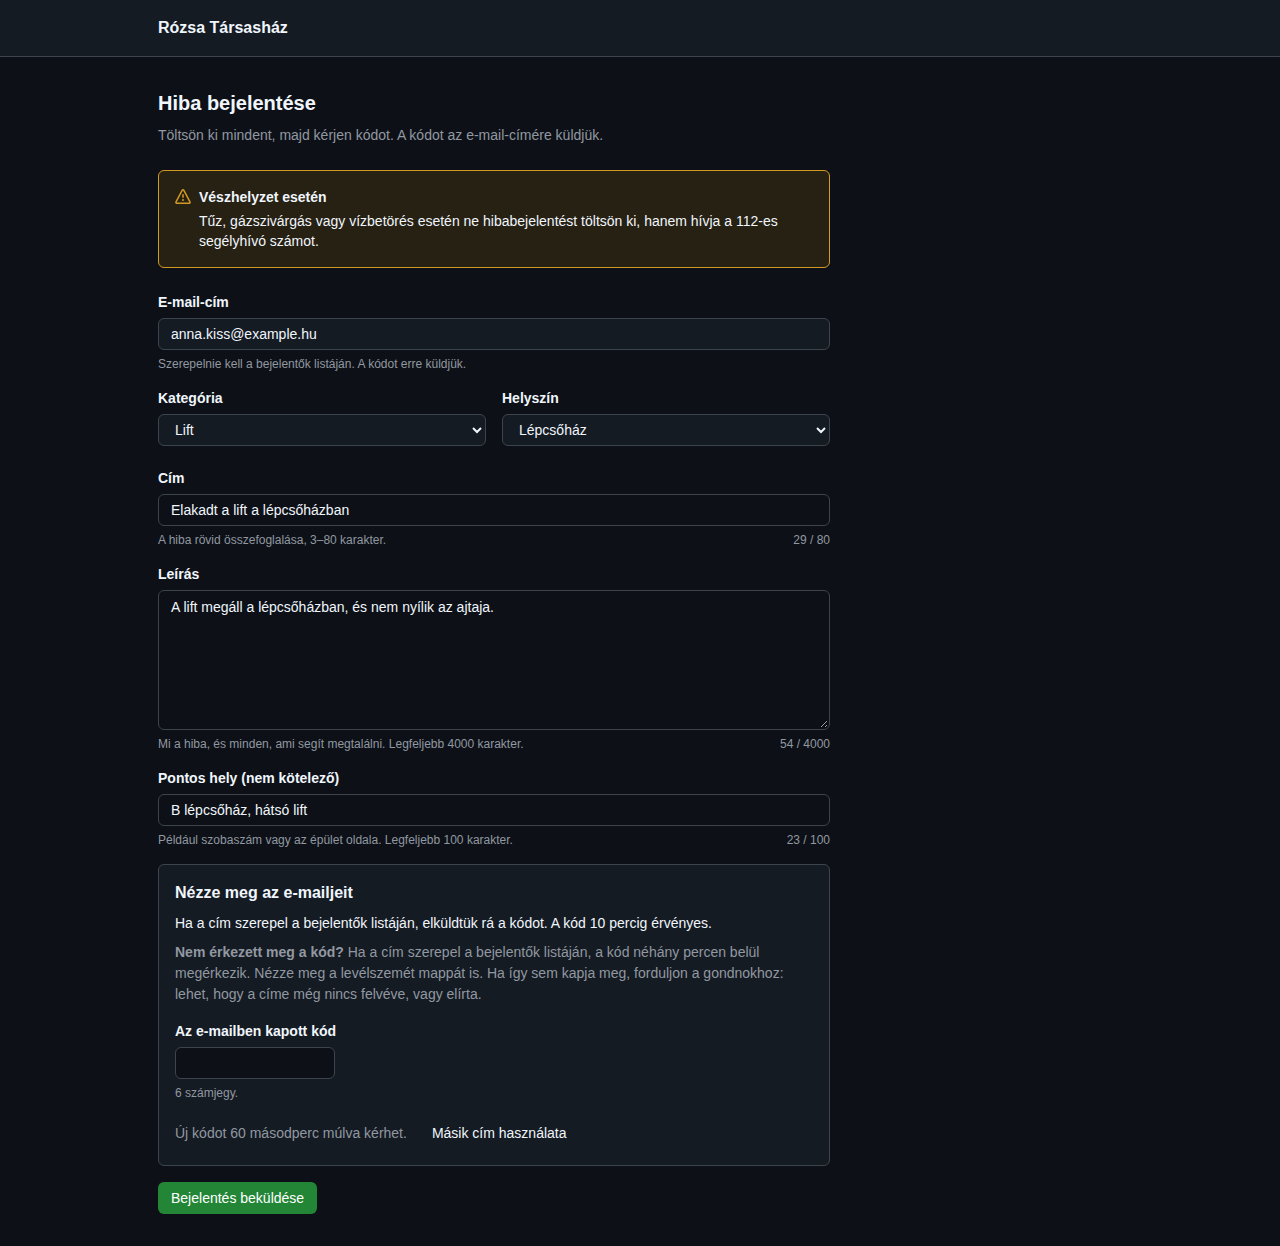 Rózsa Társasház
Hiba bejelentése
Töltsön ki mindent, majd kérjen kódot. A kódot az e-mail-címére küldjük.
Vészhelyzet esetén
Tűz, gázszivárgás vagy vízbetörés esetén ne hibabejelentést töltsön ki, hanem hívja a 112-es
segélyhívó számot.
E-mail-cím
anna.kiss@example.hu
Szerepelnie kell a bejelentők listáján. A kódot erre küldjük.
Kategória Helyszín
Lift Lépcsőház
Cím
Elakadt a lift a lépcsőházban
A hiba rövid összefoglalása, 3–80 karakter. 29 / 80
Leírás
A lift megáll a lépcsőházban, és nem nyílik az ajtaja.
Mi a hiba, és minden, ami segít megtalálni. Legfeljebb 4000 karakter. 54 / 4000
Pontos hely (nem kötelező)
B lépcsőház, hátsó lift
Például szobaszám vagy az épület oldala. Legfeljebb 100 karakter. 23 / 100
Nézze meg az e-mailjeit
Ha a cím szerepel a bejelentők listáján, elküldtük rá a kódot. A kód 10 percig érvényes.
Nem érkezett meg a kód? Ha a cím szerepel a bejelentők listáján, a kód néhány percen belül
megérkezik. Nézze meg a levélszemét mappát is. Ha így sem kapja meg, forduljon a gondnokhoz:
lehet, hogy a címe még nincs felvéve, vagy elírta.
Az e-mailben kapott kód
6 számjegy.
Új kódot 60 másodperc múlva kérhet. Másik cím használata
Bejelentés beküldése